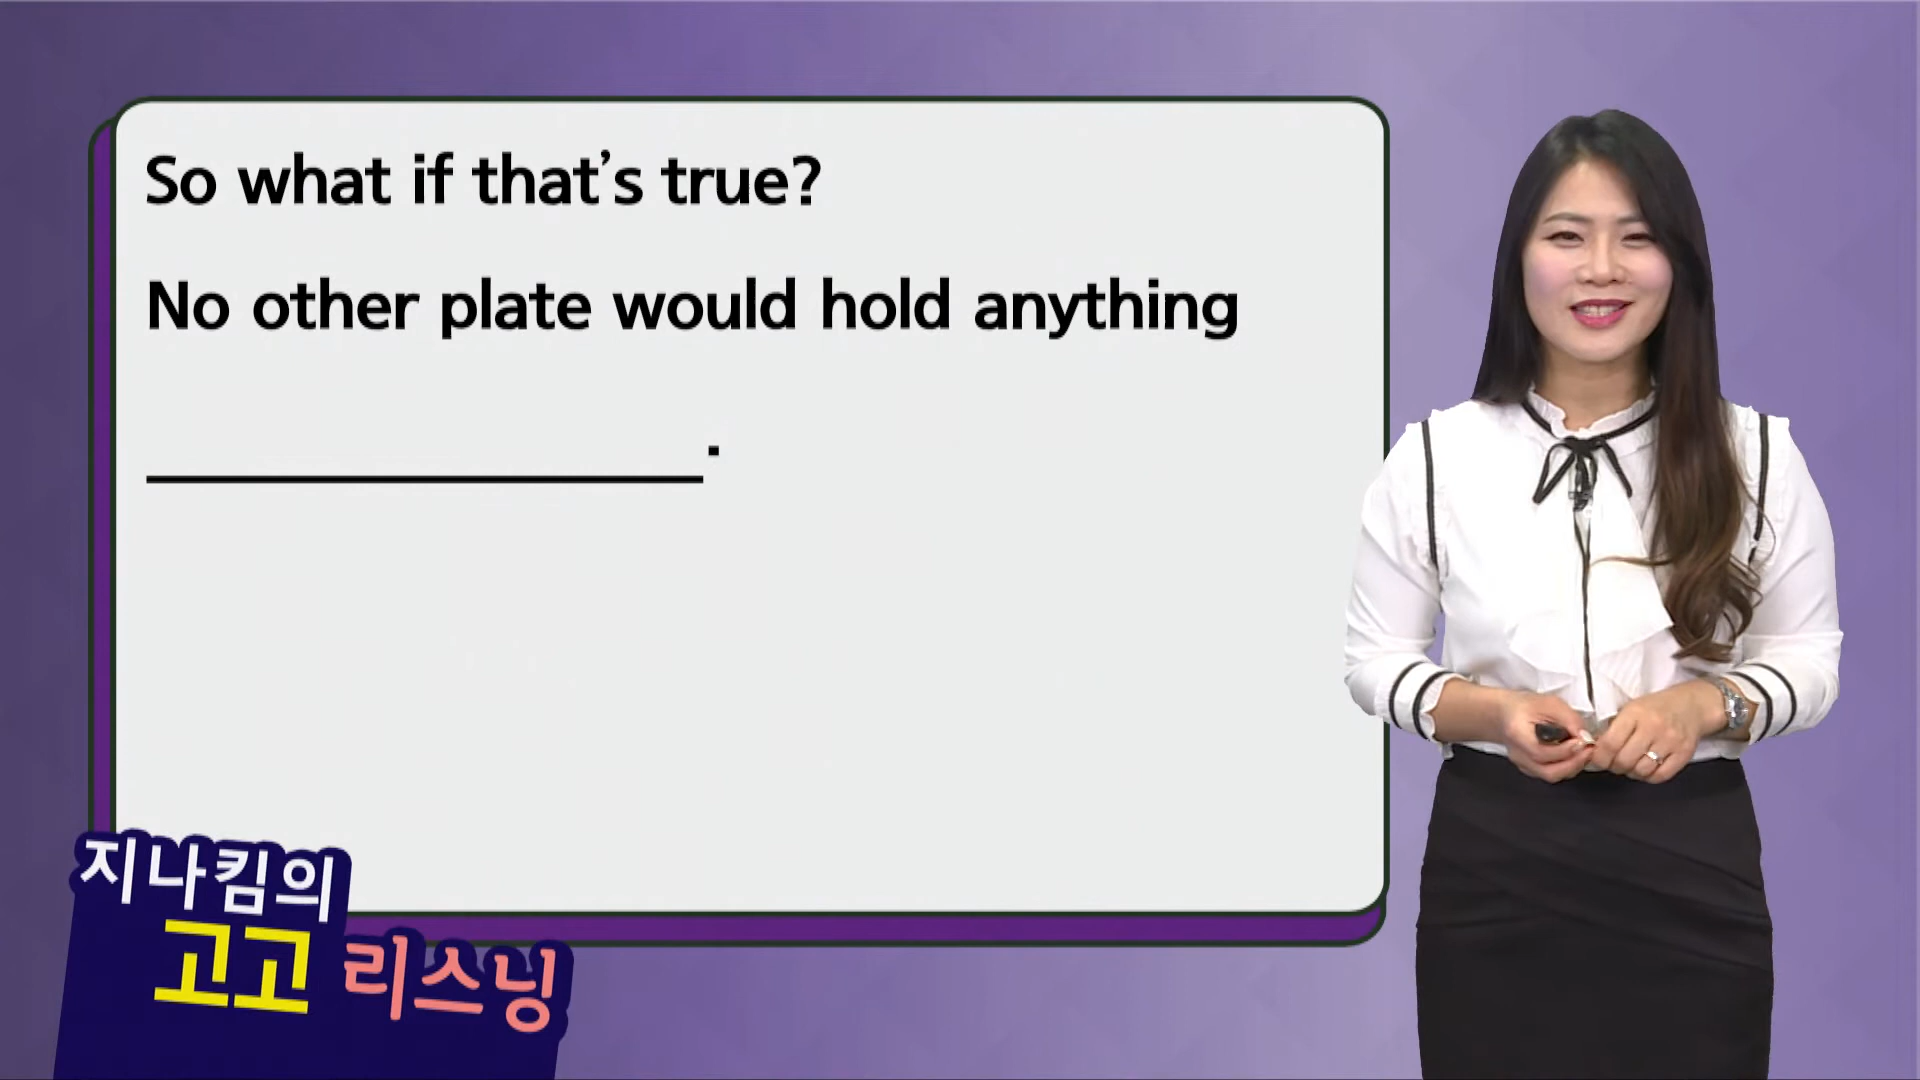 So what if that's true?
No other plate would hold anything
____________________.
지나킴의
고고 리스닝